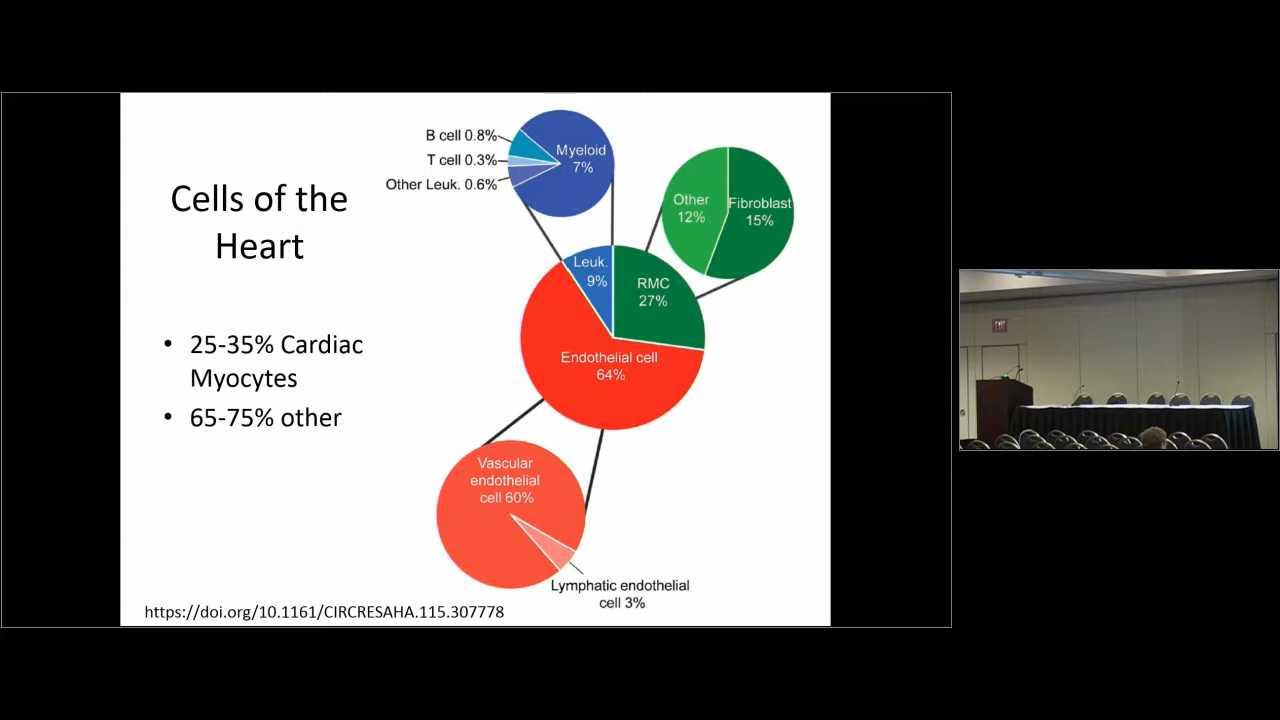 Cells of the
Heart
• 25-35% Cardiac
Myocytes
• 65-75% other
B cell 0.8%
T cell 0.3%
Other Leuk. 0.6%
Myeloid
7%
Other
12%
Fibroblast
15%
Leuk.
9%
RMC
27%
Endothelial cell
64%
Vascular
endothelial
cell 60%
Lymphatic endothelial
cell 3%
https://doi.org/10.1161/CIRCRESAHA.115.307778